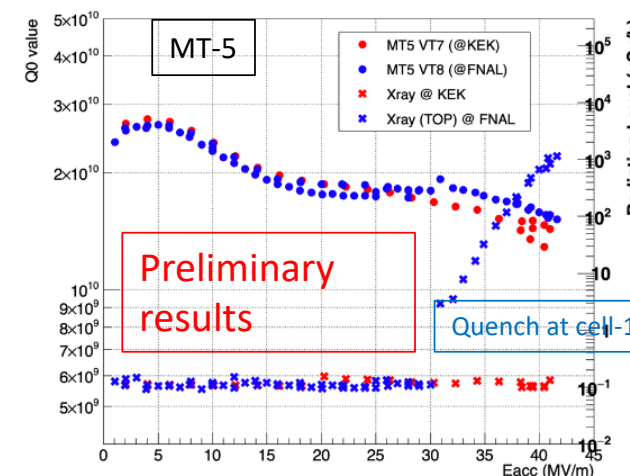 MT-5
MT5 VT7 (@KEK)
MT5 VT8 (@FNAL)
Xray @ KEK
Xray (TOP) @ FNAL
Q0 value
5×10¹⁰
4×10¹⁰
3×10¹⁰
2×10¹⁰
10¹⁰
9×10⁹
8×10⁹
7×10⁹
6×10⁹
5×10⁹
10⁵
10⁴
10³
10²
10
1
10⁻¹
10⁻²
Preliminary
results
Quench at cell-1
0 5 10 15 20 25 30 35 40 45
Eacc (MV/m)